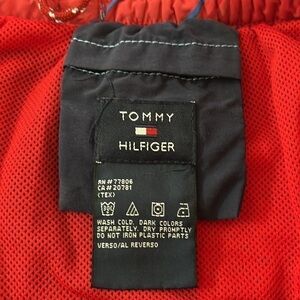 TOMMY
HILFIGER
RN#77806
CA#20781
(TEX)
WASH COLD. DARK COLORS
SEPARATELY. DRY PROMPTLY
DO NOT IRON PLASTIC PARTS
VERSO/AL REVERSO